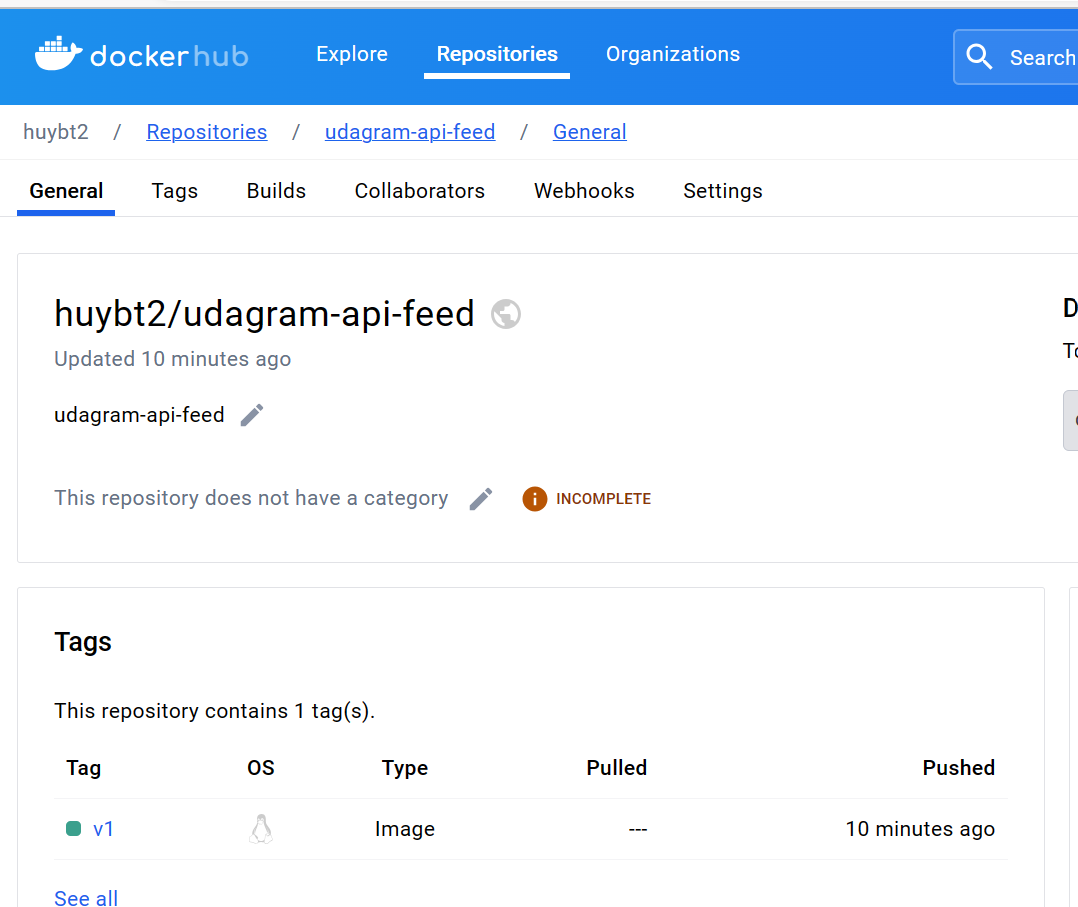 dockerhub Explore Repositories Organizations Search
huybt2 / Repositories / udagram-api-feed / General
General Tags Builds Collaborators Webhooks Settings
huybt2/udagram-api-feed
Updated 10 minutes ago
udagram-api-feed
This repository does not have a category INCOMPLETE
D
To
Tags
This repository contains 1 tag(s).
Tag OS Type Pulled Pushed
v1 Image --- 10 minutes ago
See all